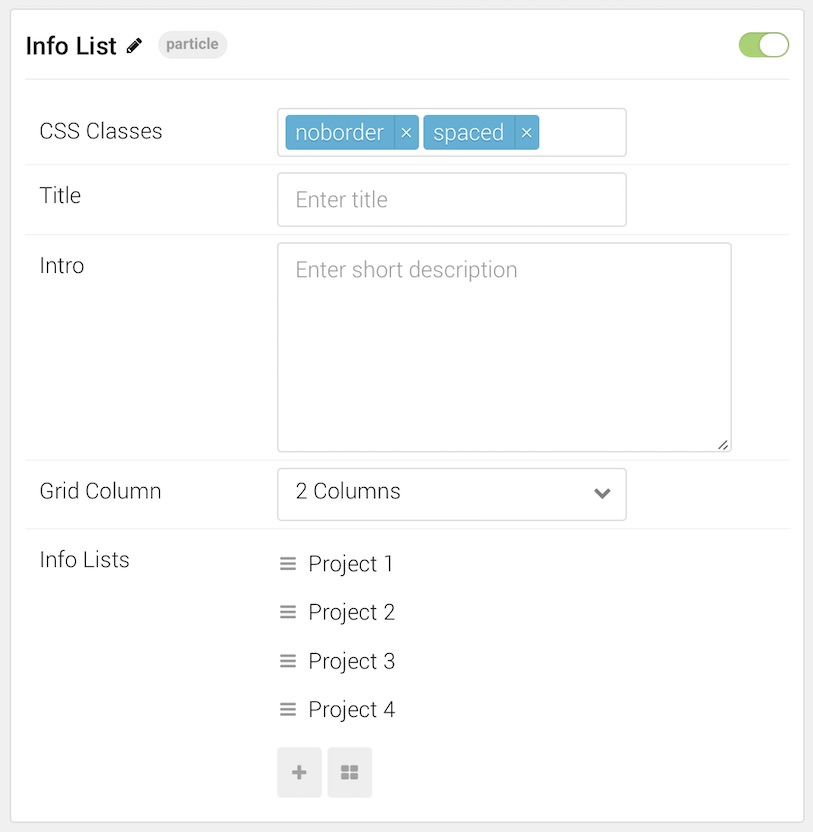 Info List particle
CSS Classes noborder × spaced ×
Title Enter title
Intro Enter short description
Grid Column 2 Columns
Info Lists Project 1
Project 2
Project 3
Project 4